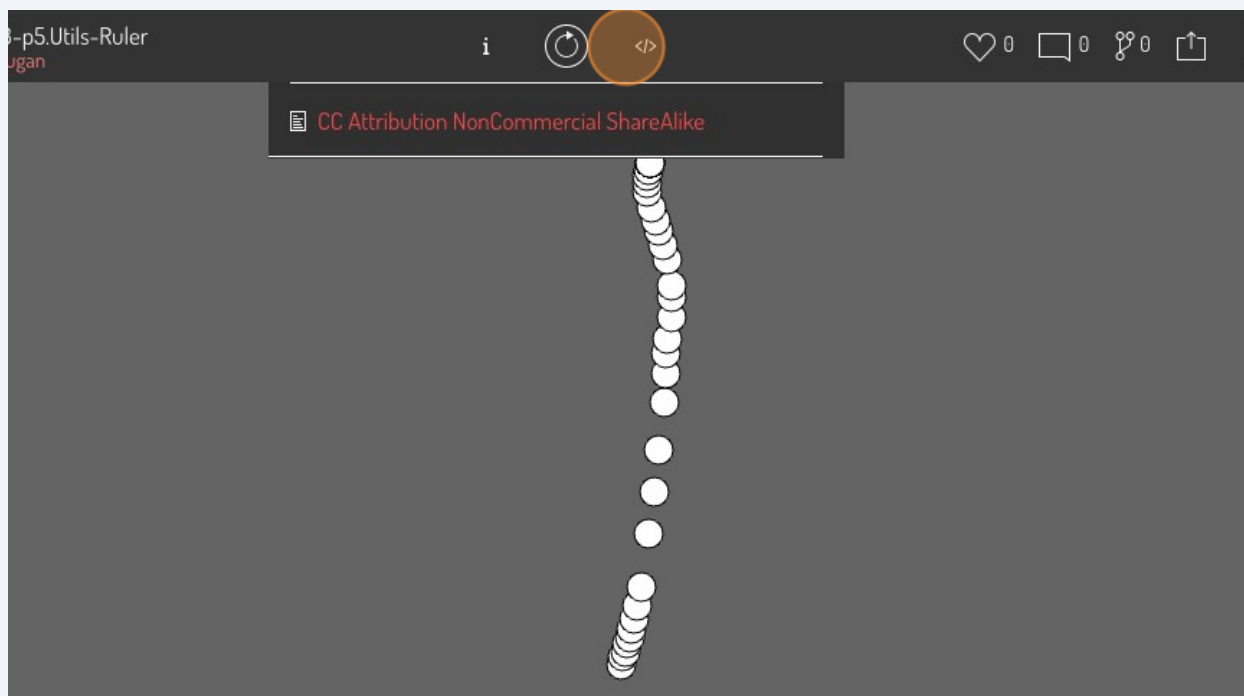 -p5.Utils-Ruler
ugan
i
</>
0
0
0
CC Attribution NonCommercial ShareAlike